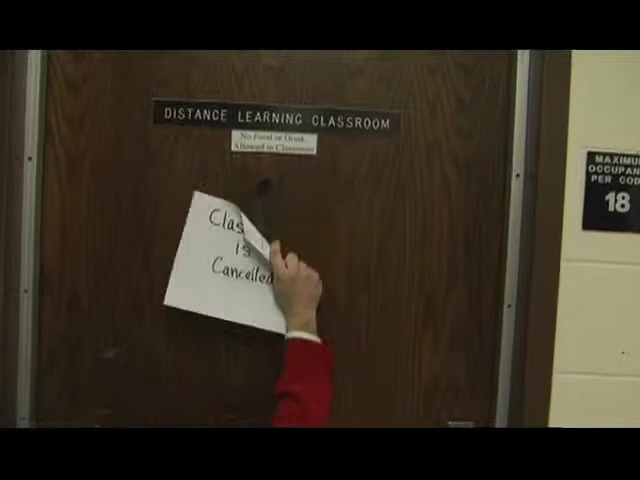 DISTANCE LEARNING CLASSROOM
No Food or Drink
Allowed in Classroom
Clas
is
Cancelled
MAXIMU
OCCUPAN
PER COD
18